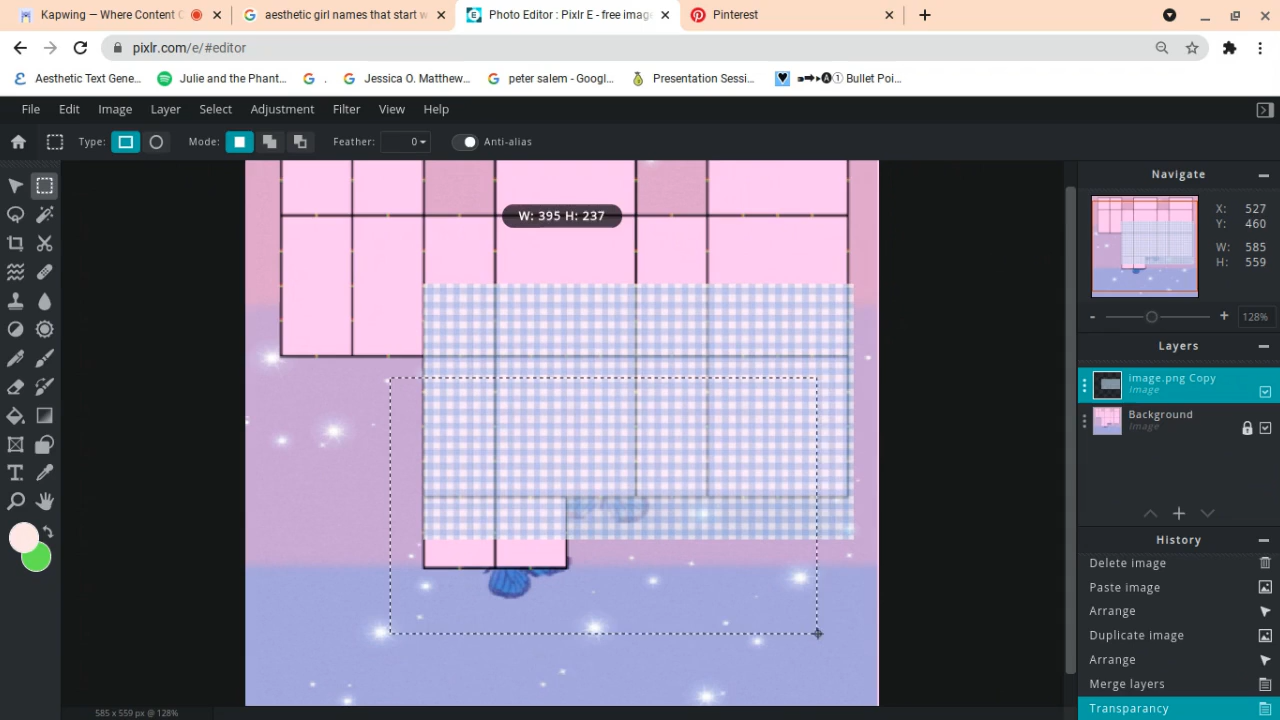 Kapwing — Where Content C
aesthetic girl names that start w
Photo Editor : Pixlr E - free imag
Pinterest
pixlr.com/e/#editor
Aesthetic Text Gene...
Julie and the Phant...
.
Jessica O. Matthew...
peter salem - Googl...
Presentation Sessi...
Bullet Poi...
File Edit Image Layer Select Adjustment Filter View Help
Type: Mode: Feather: 0 Anti-alias
W: 395 H: 237
Navigate
X: 527
Y: 460
W: 585
H: 559
128%
Layers
image.png Copy
Image
Background
Image
History
Delete image
Paste image
Arrange
Duplicate image
Arrange
Merge layers
Transparancy
585 x 559 px @ 128%